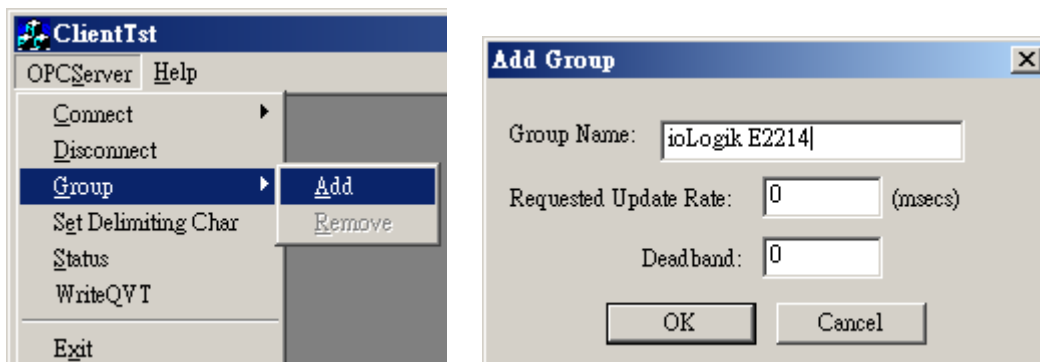 ClientTst
OPCServer Help
Connect
Disconnect
Group
Set Delimiting Char
Status
WriteQVT
Exit
Add
Remove
Add Group
Group Name: ioLogik E2214
Requested Update Rate: 0 (msecs)
Deadband: 0
OK Cancel